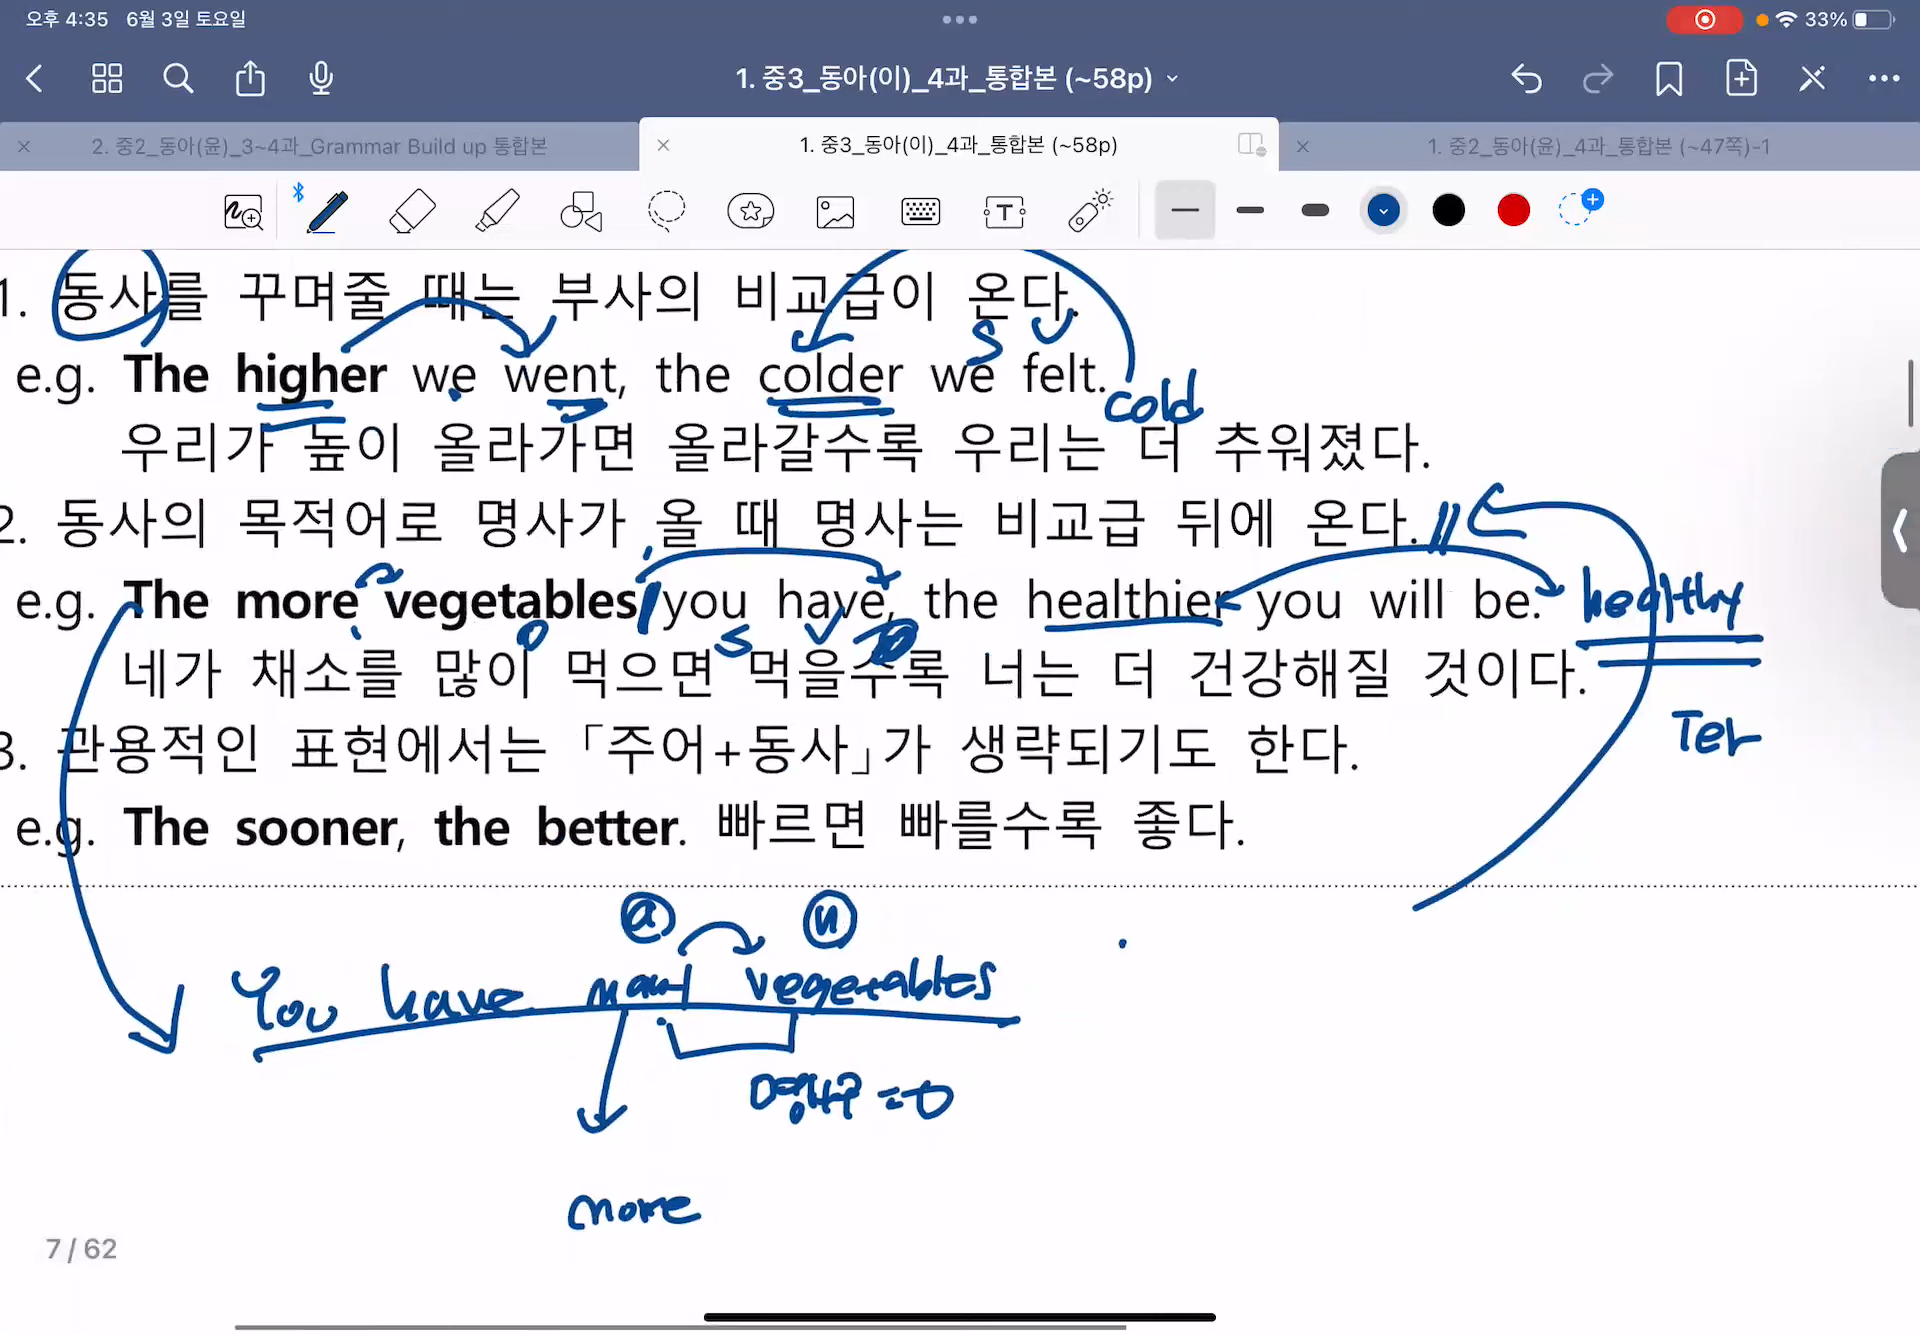 오후 4:35 6월 3일 토요일
33%
1. 중3_동아(이)_4과_통합본 (~58p)
2. 중2_동아(윤)_3~4과_Grammar Build up 통합본
1. 중3_동아(이)_4과_통합본 (~58p)
1. 중2_동아(윤)_4과_통합본 (~47쪽)-1
1. 동사를 꾸며줄 때는 부사의 비교급이 온다.
S V
e.g. The higher we went, the colder we felt.
cold
우리가 높이 올라가면 올라갈수록 우리는 더 추워졌다.
2. 동사의 목적어로 명사가 올 때 명사는 비교급 뒤에 온다.
e.g. The more vegetables you have, the healthier you will be. healthy
O S V
네가 채소를 많이 먹으면 먹을수록 너는 더 건강해질 것이다.
3. 관용적인 표현에서는 「주어+동사」가 생략되기도 한다.
e.g. The sooner, the better. 빠르면 빠를수록 좋다.
a n
You have many vegetables
more
7 / 62